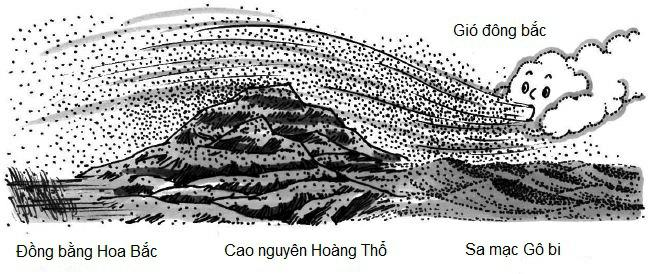 Gió đông bắc
Đồng bằng Hoa Bắc
Cao nguyên Hoàng Thổ
Sa mạc Gô bi